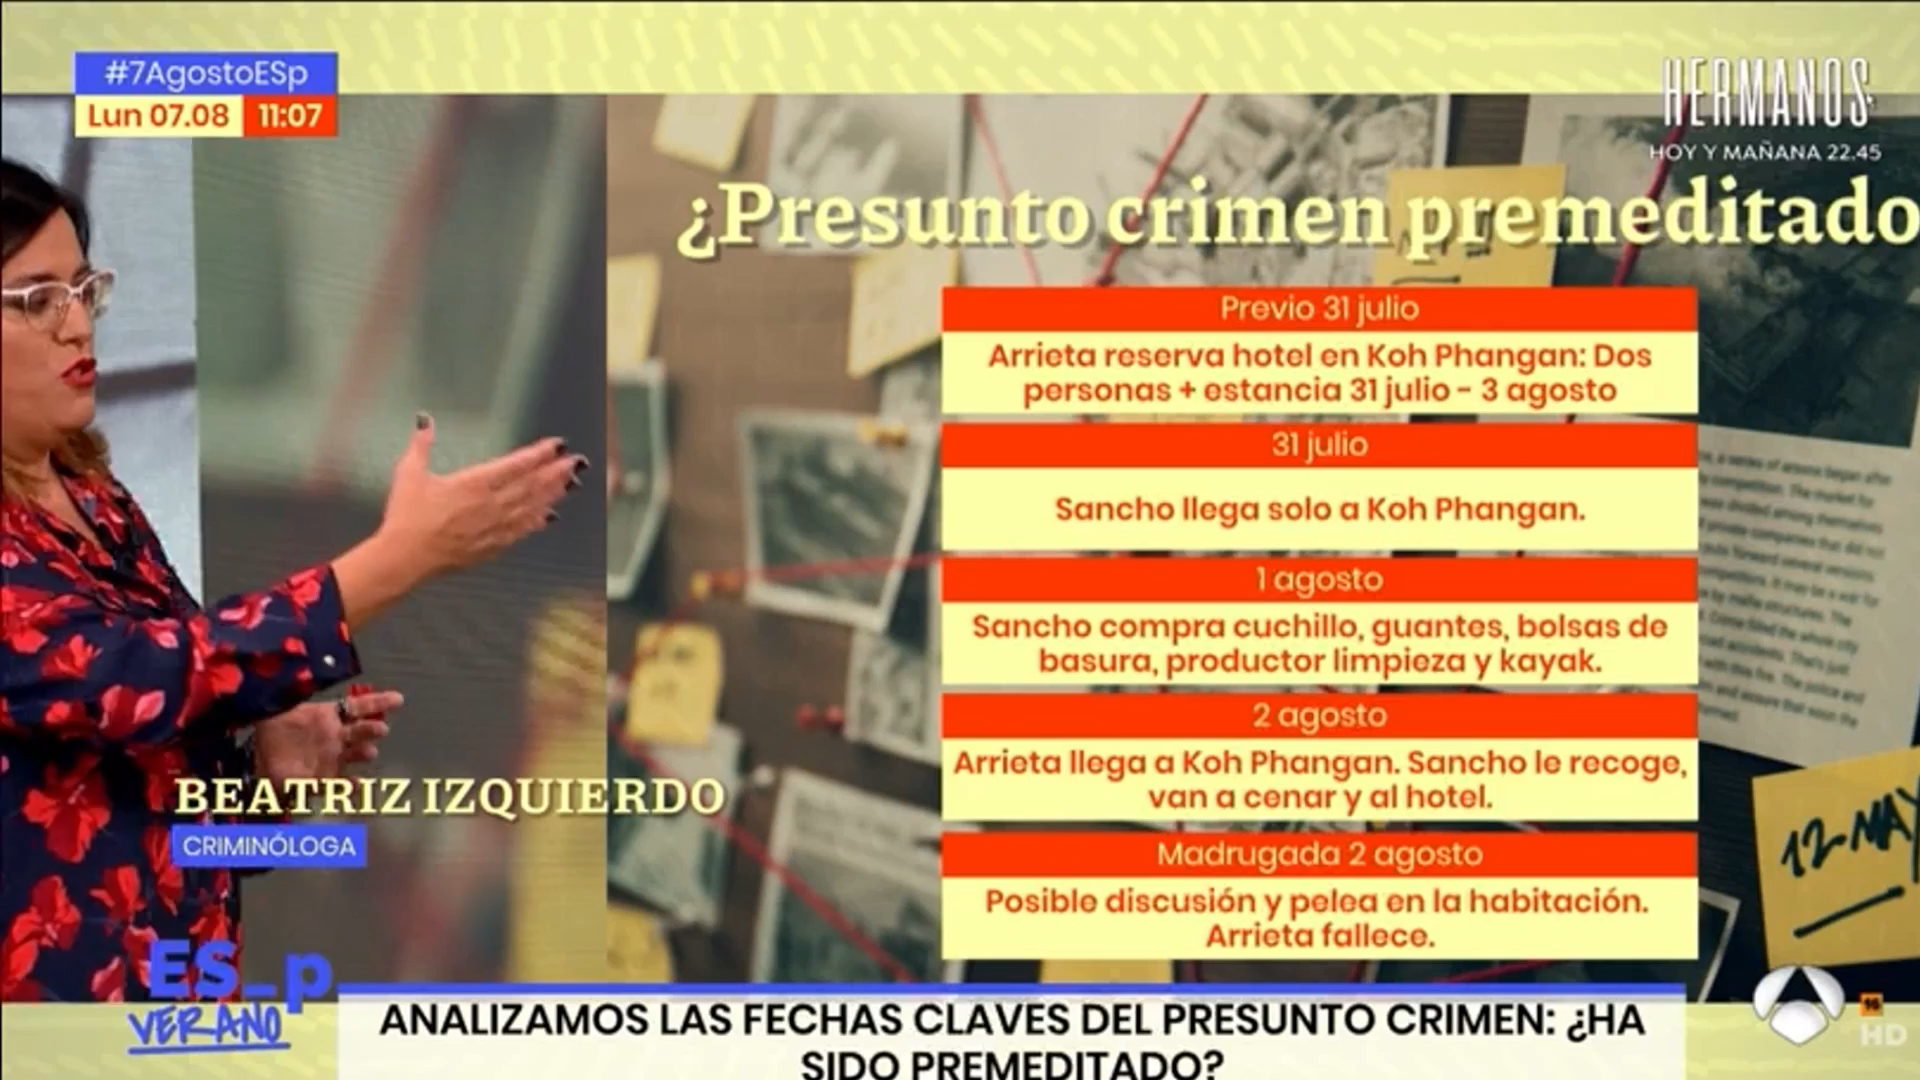 #7AgostoESp
Lun 07.08 11:07
HERMANOS
HOY Y MAÑANA 22.45
¿Presunto crimen premeditado
Previo 31 julio
Arrieta reserva hotel en Koh Phangan: Dos
personas + estancia 31 julio - 3 agosto
31 julio
Sancho llega solo a Koh Phangan.
1 agosto
Sancho compra cuchillo, guantes, bolsas de
basura, productor limpieza y kayak.
2 agosto
Arrieta llega a Koh Phangan. Sancho le recoge,
van a cenar y al hotel.
Madrugada 2 agosto
Posible discusión y pelea en la habitación.
Arrieta fallece.
12 MAY
BEATRIZ IZQUIERDO
CRIMINÓLOGA
ES_p
VERANO
ANALIZAMOS LAS FECHAS CLAVES DEL PRESUNTO CRIMEN: ¿HA
SIDO PREMEDITADO?
16
HD